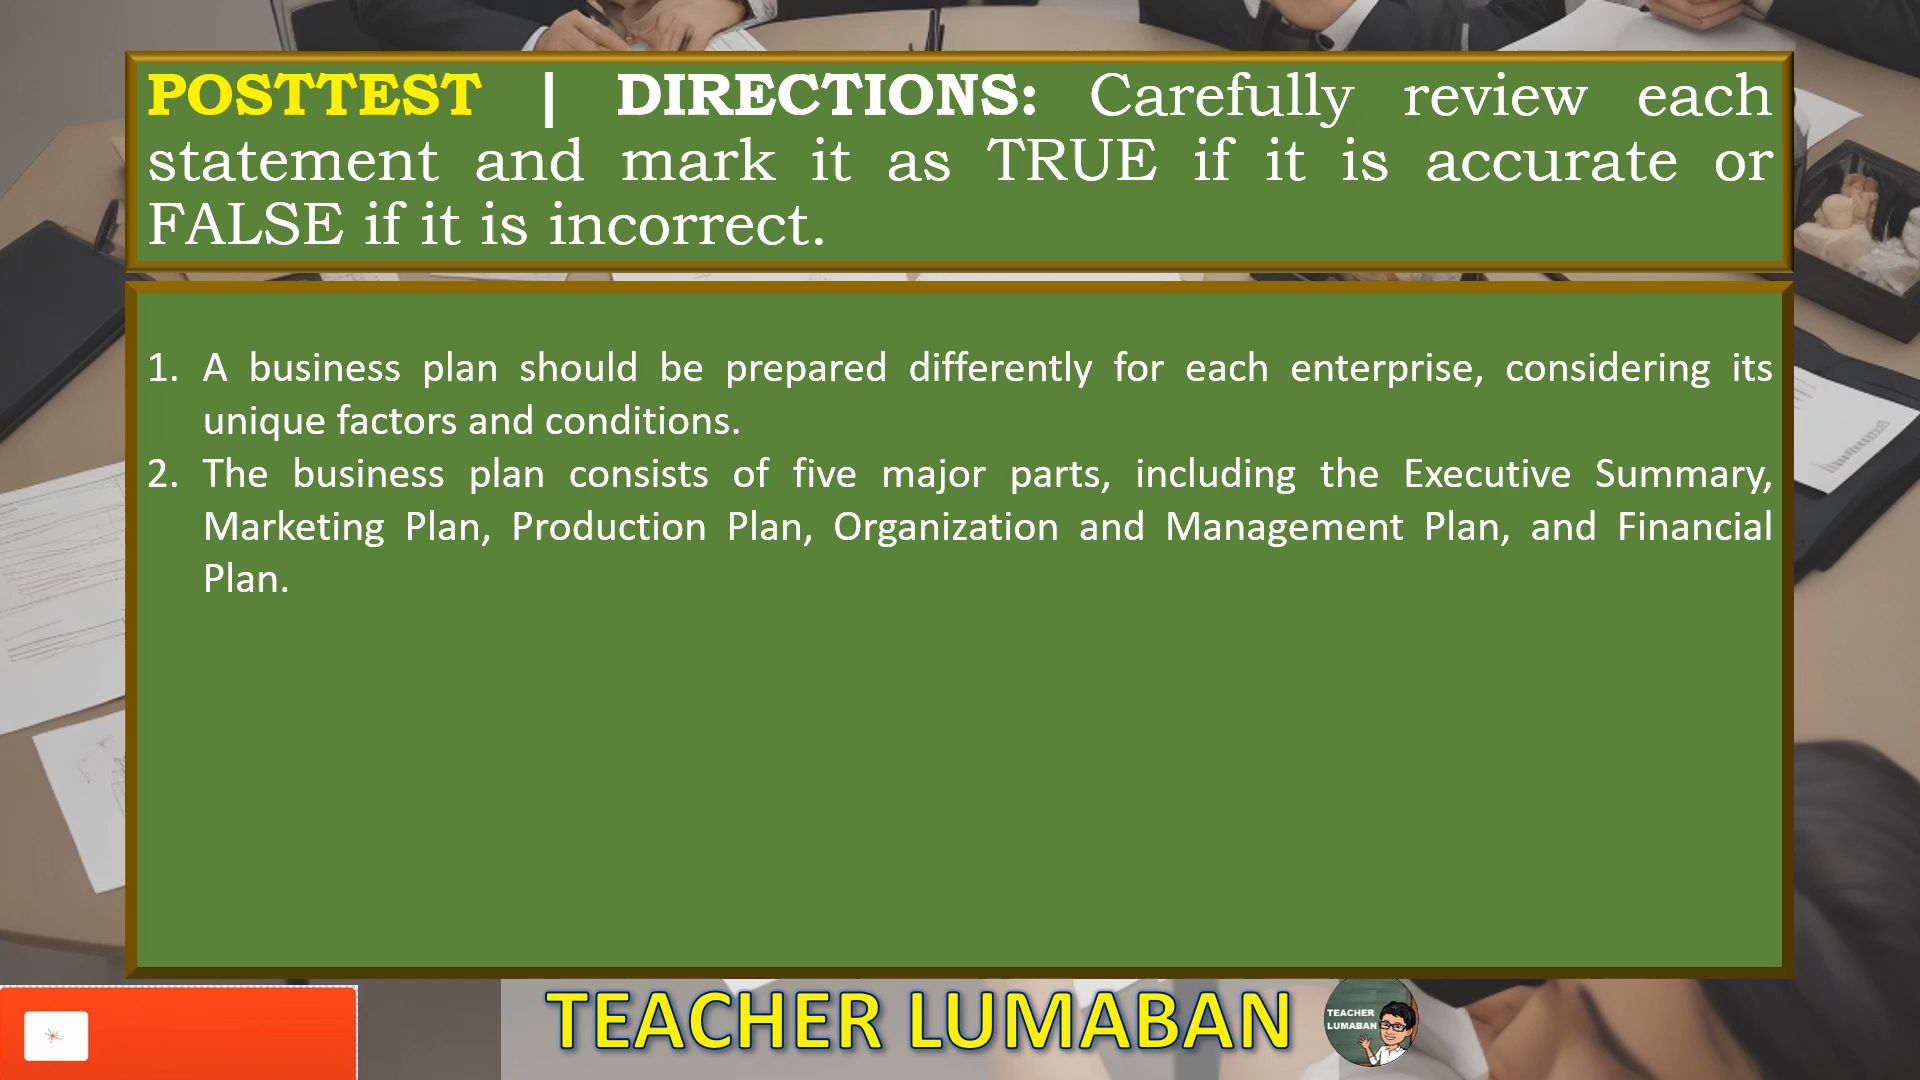 POSTTEST | DIRECTIONS: Carefully review each
statement and mark it as TRUE if it is accurate or
FALSE if it is incorrect.
1. A business plan should be prepared differently for each enterprise, considering its
unique factors and conditions.
2. The business plan consists of five major parts, including the Executive Summary,
Marketing Plan, Production Plan, Organization and Management Plan, and Financial
Plan.
TEACHER LUMABAN
TEACHER
LUMABAN